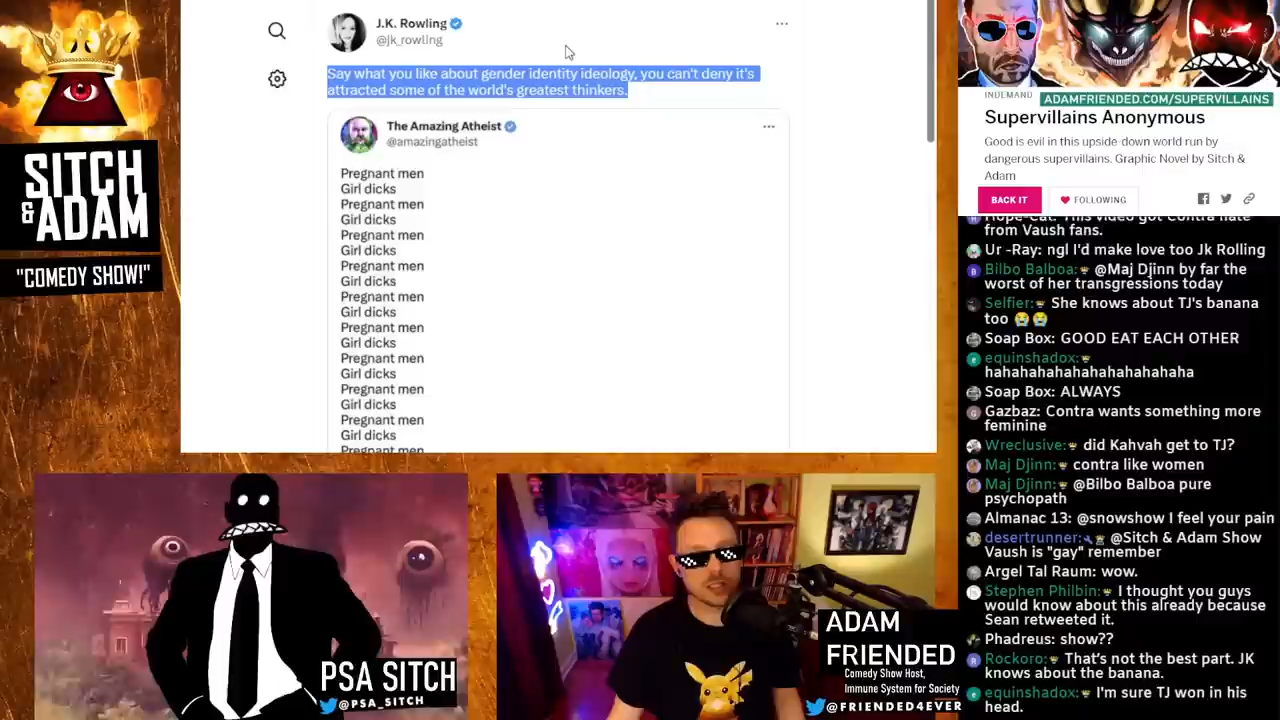 SITCH
& ADAM
"COMEDY SHOW!"
J.K. Rowling
@jk_rowling
Say what you like about gender identity ideology, you can't deny it's
attracted some of the world's greatest thinkers.
The Amazing Atheist
@amazingatheist
Pregnant men
Girl dicks
Pregnant men
Girl dicks
Pregnant men
Girl dicks
Pregnant men
Girl dicks
Pregnant men
Girl dicks
Pregnant men
Girl dicks
Pregnant men
Girl dicks
Pregnant men
Girl dicks
Pregnant men
Girl dicks
Pregnant men
PSA SITCH
@PSA_SITCH
ADAM
FRIENDED
Comedy Show Host,
Immune System for Society
@FRIENDED4EVER
INDEMAND
ADAMFRIENDED.COM/SUPERVILLAINS
Supervillains Anonymous
Good is evil in this upside-down world run by
dangerous supervillains. Graphic Novel by Sitch &
Adam
BACK IT
FOLLOWING
Hope-Cat: This video got Contra hate
from Vaush fans.
Ur -Ray: ngl I'd make love too Jk Rolling
Bilbo Balboa: @Maj Djinn by far the
worst of her transgressions today
Selfier: She knows about TJ's banana
too 😭😭
Soap Box: GOOD EAT EACH OTHER
equinshadox:
hahahahahahahahahahahaha
Soap Box: ALWAYS
Gazbaz: Contra wants something more
feminine
Wreclusive: did Kahvah get to TJ?
Maj Djinn: contra like women
Maj Djinn: @Bilbo Balboa pure
psychopath
Almanac 13: @snowshow I feel your pain
desertrunner: @Sitch & Adam Show
Vaush is "gay" remember
Argel Tal Raum: wow.
Stephen Philbin: I thought you guys
would know about this already because
Sean retweeted it.
Phadreus: show??
Rockoro: That's not the best part. JK
knows about the banana.
equinshadox: I'm sure TJ won in his
head.